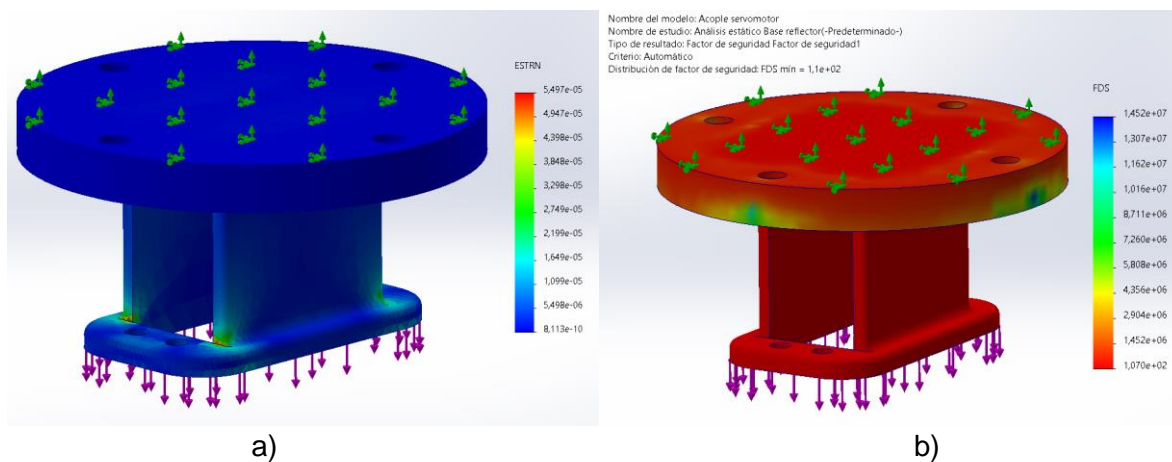 ESTRN
5,497e-05
4,947e-05
4,398e-05
3,848e-05
3,298e-05
2,749e-05
2,199e-05
1,649e-05
1,099e-05
5,498e-06
8,113e-10
a)
Nombre del modelo: Acople servomotor
Nombre de estudio: Análisis estático Base reflector(-Predeterminado-)
Tipo de resultado: Factor de seguridad Factor de seguridad1
Criterio: Automático
Distribución de factor de seguridad: FDS mín = 1,1e+02
FDS
1,452e+07
1,307e+07
1,162e+07
1,016e+07
8,711e+06
7,260e+06
5,808e+06
4,356e+06
2,904e+06
1,452e+06
1,070e+02
b)